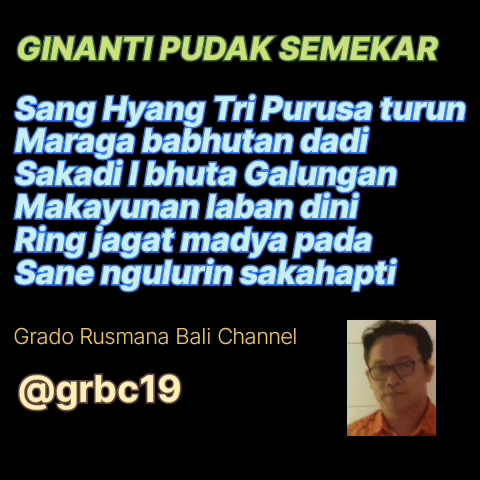 GINANTI PUDAK SEMEKAR
Sang Hyang Tri Purusa turun
Maraga babhutan dadi
Sakadi I bhuta Galungan
Makayunan laban dini
Ring jagat madya pada
Sane ngulurin sakahapti
Grado Rusmana Bali Channel
@grbc19